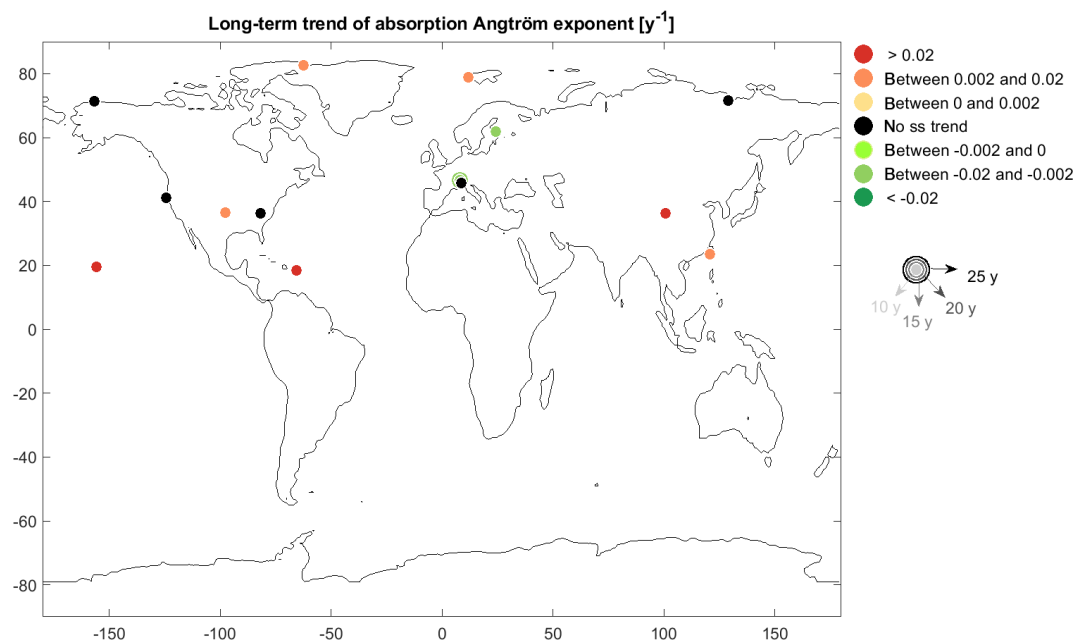 Long-term trend of absorption Angtröm exponent [y⁻¹]
> 0.02
Between 0.002 and 0.02
Between 0 and 0.002
No ss trend
Between -0.002 and 0
Between -0.02 and -0.002
< -0.02
25 y
10 y
20 y
15 y
80
60
40
20
0
-20
-40
-60
-80
-150 -100 -50 0 50 100 150